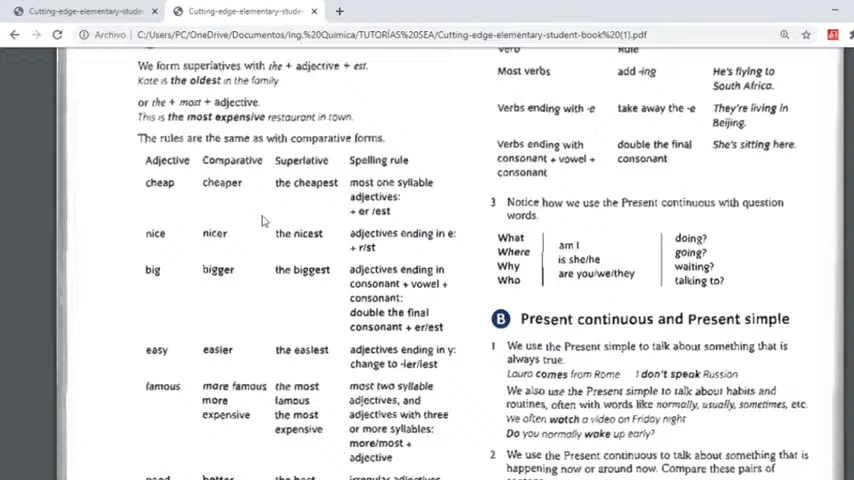 Cutting-edge-elementary-stude
Cutting-edge-elementary-stude
Archivo
C:/Users/PC/OneDrive/Documentos/Ing.%20Quimica/TUTORÍAS%20SEA/Cutting-edge-elementary-student-book%20(1).pdf
We form superlatives with the + adjective + est.
Kate is the oldest in the family
or the + most + adjective.
This is the most expensive restaurant in town.
The rules are the same as with comparative forms.
Adjective Comparative Superlative Spelling rule
cheap cheaper the cheapest most one syllable
adjectives:
+ er /est
nice nicer the nicest adjectives ending in e:
+ r/st
big bigger the biggest adjectives ending in
consonant + vowel +
consonant:
double the final
consonant + er/est
easy easier the easiest adjectives ending in y:
change to -ier/iest
famous more famous the most most two syllable
more famous adjectives, and
expensive the most adjectives with three
expensive or more syllables:
more/most +
adjective
good better the best irregular adjectives
Verb Rule
Most verbs add -ing He's flying to
South Africa.
Verbs ending with -e take away the -e They're living in
Beijing.
Verbs ending with double the final She's sitting here.
consonant + vowel + consonant
consonant
3 Notice how we use the Present continuous with question
words.
What doing?
am I
Where going?
is she/he
Why waiting?
are you/we/they
Who talking to?
B Present continuous and Present simple
1 We use the Present simple to talk about something that is
always true.
Laura comes from Rome I don't speak Russian
We also use the Present simple to talk about habits and
routines, often with words like normally, usually, sometimes, etc.
We often watch a video on Friday night
Do you normally wake up early?
2 We use the Present continuous to talk about something that is
happening now or around now. Compare these pairs of